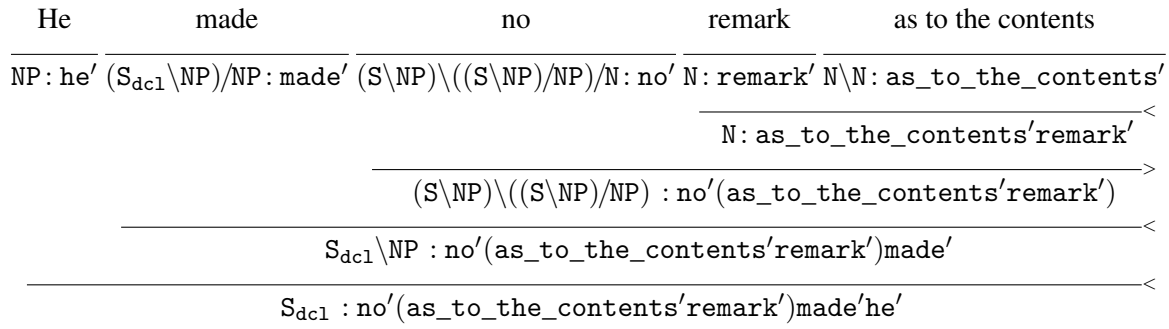 He made no remark as to the contents
NP: he′ (S_dcl\NP)/NP: made′ (S\NP)\((S\NP)/NP)/N: no′ N: remark′ N\N: as_to_the_contents′
<
N: as_to_the_contents′remark′
>
(S\NP)\((S\NP)/NP) : no′(as_to_the_contents′remark′)
<
S_dcl\NP : no′(as_to_the_contents′remark′)made′
<
S_dcl : no′(as_to_the_contents′remark′)made′he′